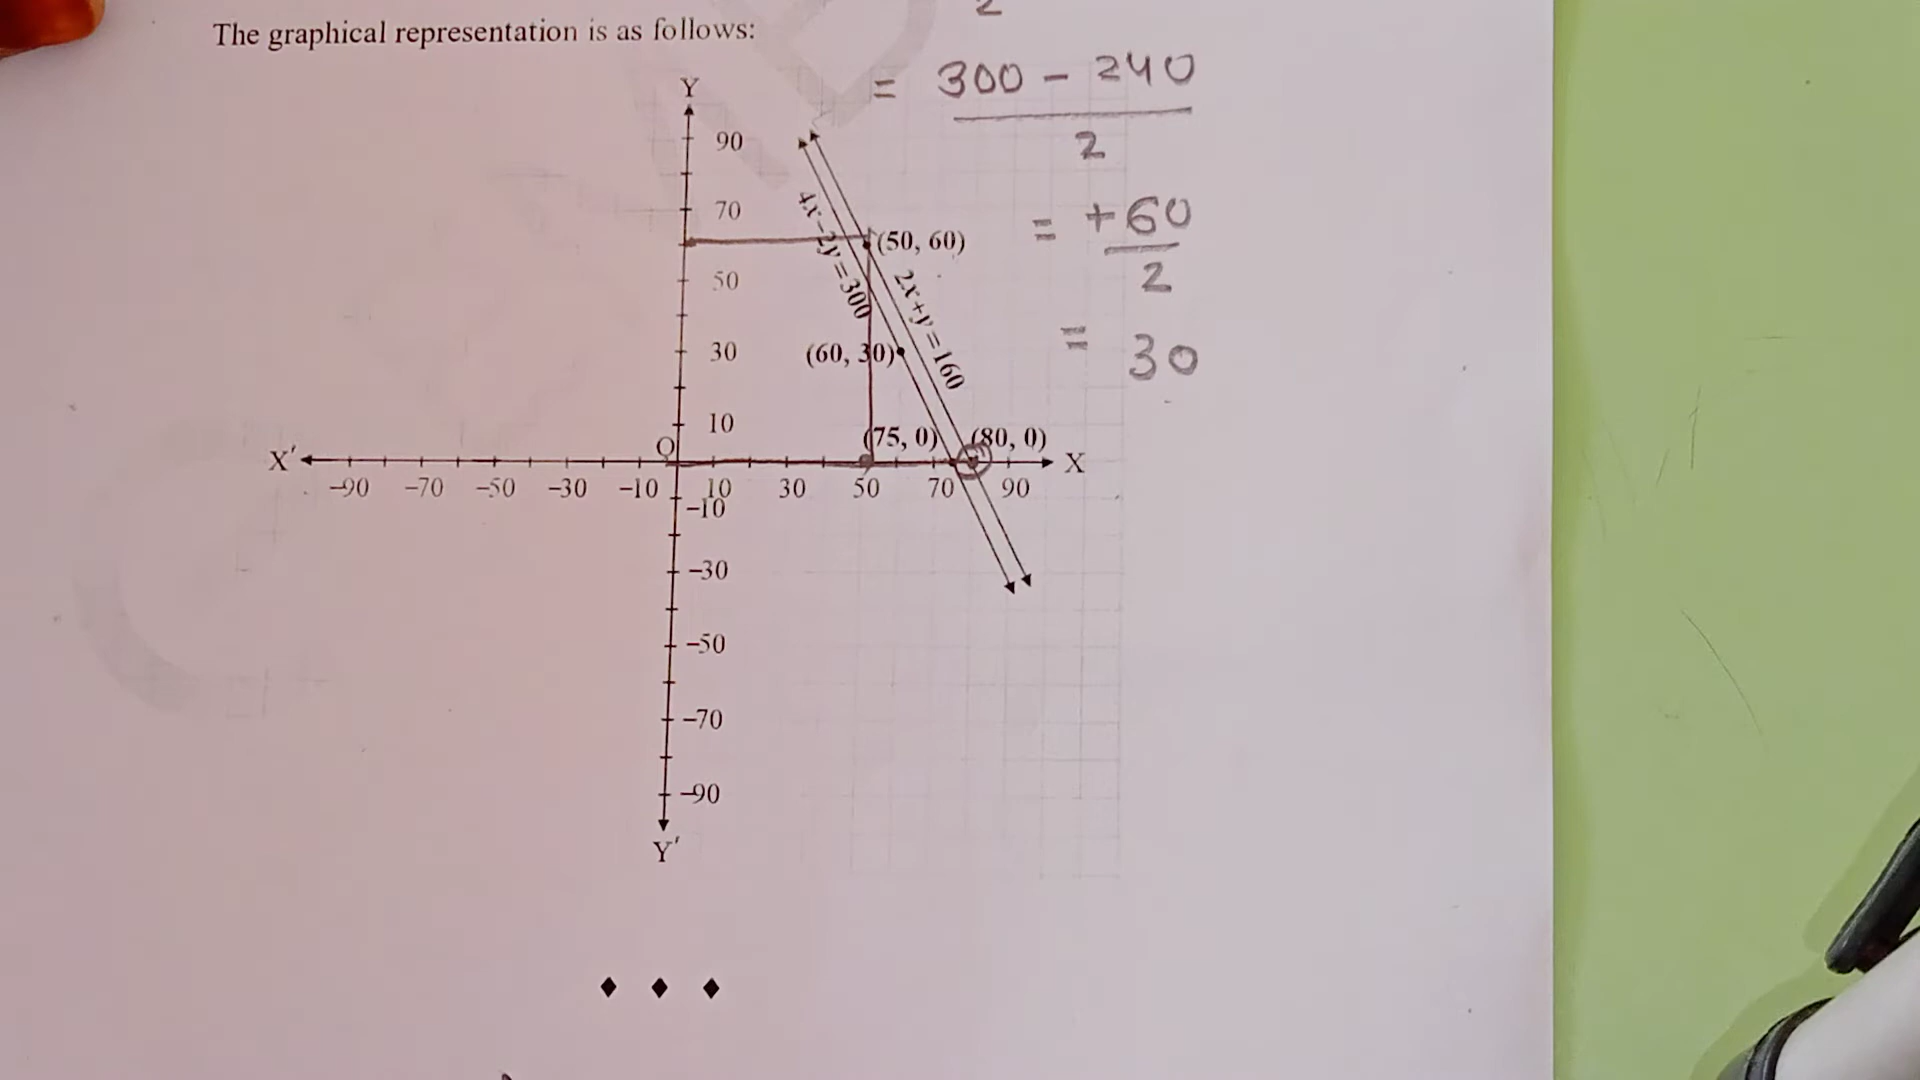 2
The graphical representation is as follows:
= 300 - 240
2
= +60
2
= 30
Y
90
70
50
30
10
4x−2y=300
2x+y=160
(50, 60)
(60, 30)
(75, 0)
(80, 0)
X′
O
X
−90 −70 −50 −30 −10 10 30 50 70 90
−10
−30
−50
−70
−90
Y′